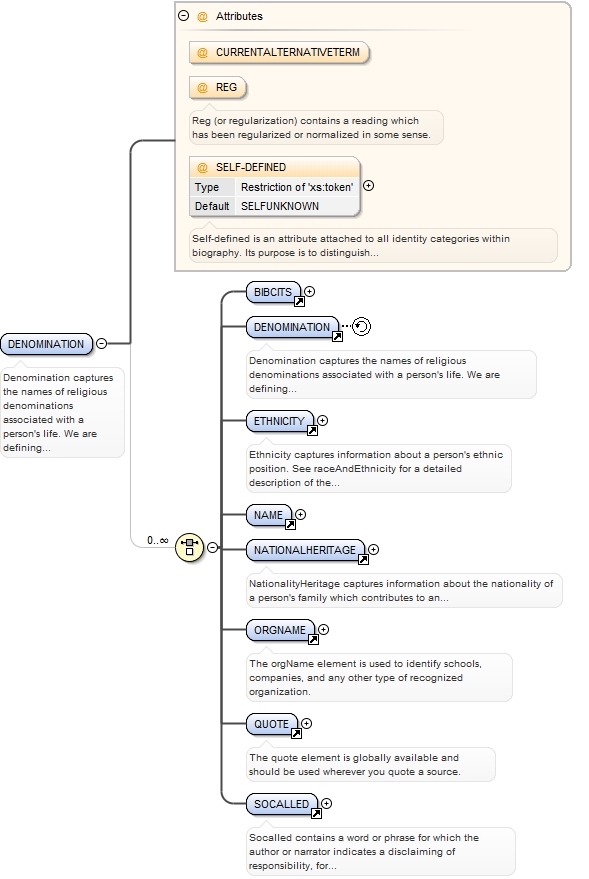 @ Attributes
@ CURRENTALTERNATIVETERM
@ REG
Reg (or regularization) contains a reading which
has been regularized or normalized in some sense.
@ SELF-DEFINED
Type Restriction of 'xs:token'
Default SELFUNKNOWN
Self-defined is an attribute attached to all identity categories within
biography. Its purpose is to distinguish...
DENOMINATION
Denomination captures
the names of religious
denominations
associated with a
person's life. We are
defining...
0..∞
BIBCITS
DENOMINATION
Denomination captures the names of religious
denominations associated with a person's life. We are
defining...
ETHNICITY
Ethnicity captures information about a person's ethnic
position. See raceAndEthnicity for a detailed
description of the...
NAME
NATIONALHERITAGE
NationalityHeritage captures information about the nationality of
a person's family which contributes to an...
ORGNAME
The orgName element is used to identify schools,
companies, and any other type of recognized
organization.
QUOTE
The quote element is globally available and
should be used wherever you quote a source.
SOCALLED
Socalled contains a word or phrase for which the
author or narrator indicates a disclaiming of
responsibility, for...